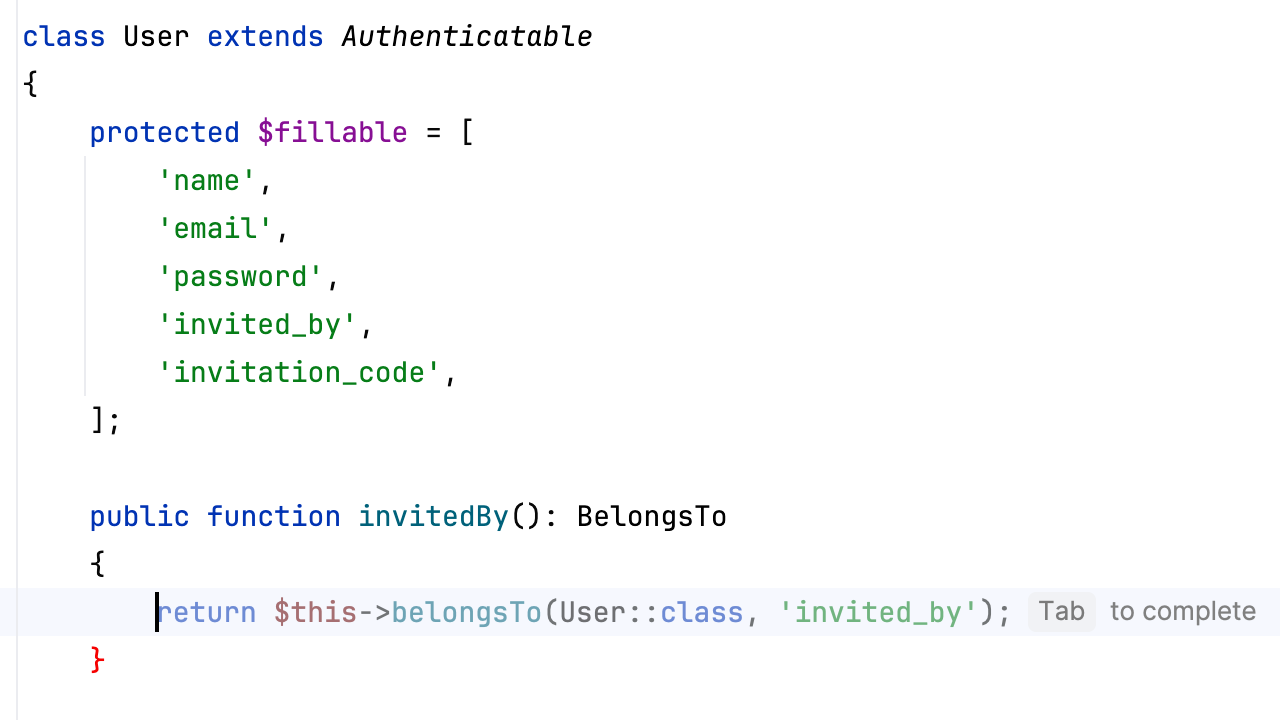 class User extends Authenticatable
{
    protected $fillable = [
        'name',
        'email',
        'password',
        'invited_by',
        'invitation_code',
    ];
    public function invitedBy(): BelongsTo
    {
        return $this->belongsTo(User::class, 'invited_by'); Tab to complete
    }